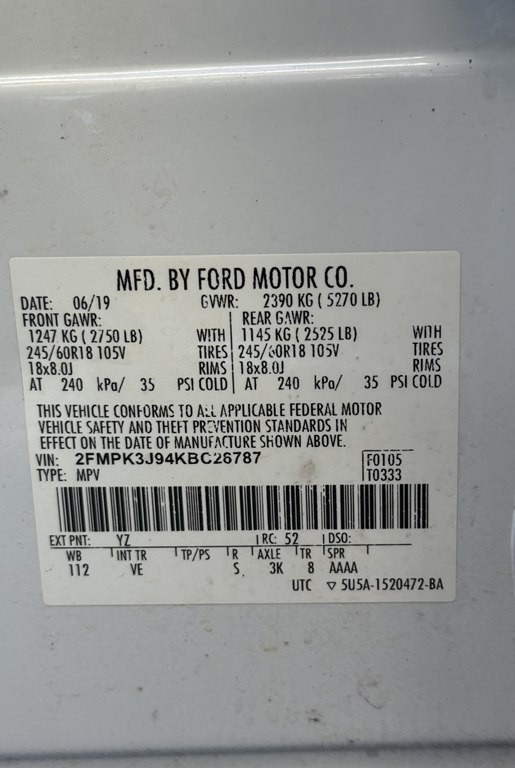 MFD. BY FORD MOTOR CO.
DATE: 06/19 GVWR: 2390 KG ( 5270 LB)
FRONT GAWR: REAR GAWR:
1247 KG ( 2750 LB) WITH 1145 KG ( 2525 LB) WITH
245/60R18 105V TIRES 245/60R18 105V TIRES
18x8.0J RIMS 18x8.0J RIMS
AT 240 kPa/ 35 PSI COLD AT 240 kPa/ 35 PSI COLD
THIS VEHICLE CONFORMS TO ALL APPLICABLE FEDERAL MOTOR
VEHICLE SAFETY AND THEFT PREVENTION STANDARDS IN
EFFECT ON THE DATE OF MANUFACTURE SHOWN ABOVE.
VIN: 2FMPK3J94KBC26787 F0105
TYPE: MPV T0333
EXT PNT: YZ RC: 52 DSO:
WB INT TR TP/PS R AXLE TR SPR
112 VE S 3K 8 AAAA
UTC ▽ 5U5A-1520472-BA